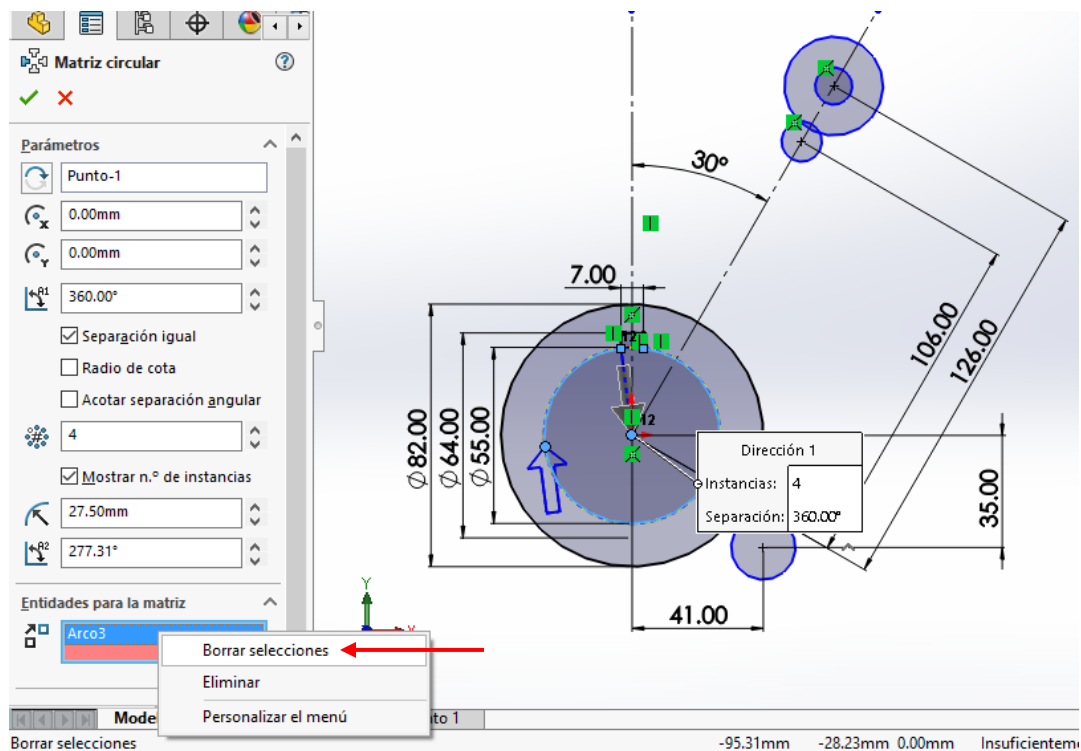 Matriz circular
Parámetros
Punto-1
0.00mm
0.00mm
360.00°
Separación igual
Radio de cota
Acotar separación angular
4
Mostrar n.º de instancias
27.50mm
277.31°
Entidades para la matriz
Arco3
Borrar selecciones
Eliminar
Personalizar el menú
30°
7.00
12
12
106.00
126.00
Ø82.00
Ø64.00
Ø55.00
Dirección 1
Instancias: 4
Separación: 360.00°
35.00
41.00
Y
X
Borrar selecciones
-95.31mm -28.23mm 0.00mm